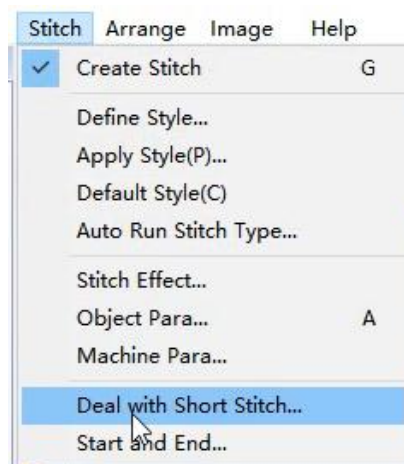 Stitch Arrange Image Help
Create Stitch G
Define Style...
Apply Style(P)...
Default Style(C)
Auto Run Stitch Type...
Stitch Effect...
Object Para... A
Machine Para...
Deal with Short Stitch...
Start and End...